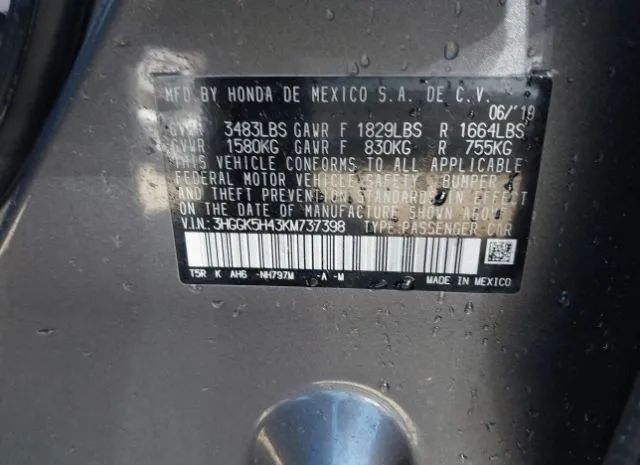 MFD. BY HONDA DE MEXICO S.A. DE C.V.
06/'19
GVWR 3483LBS GAWR F 1829LBS R 1664LBS
GVWR 1580KG GAWR F 830KG R 755KG
THIS VEHICLE CONFORMS TO ALL APPLICABLE
FEDERAL MOTOR VEHICLE SAFETY, BUMPER
AND THEFT PREVENTION STANDARDS IN EFFECT
ON THE DATE OF MANUFACTURE SHOWN ABOVE.
V.I.N.: 3HGGK5H43KM737398 TYPE PASSENGER CAR
T5R K AH6 -NH797M -A -M MADE IN MEXICO